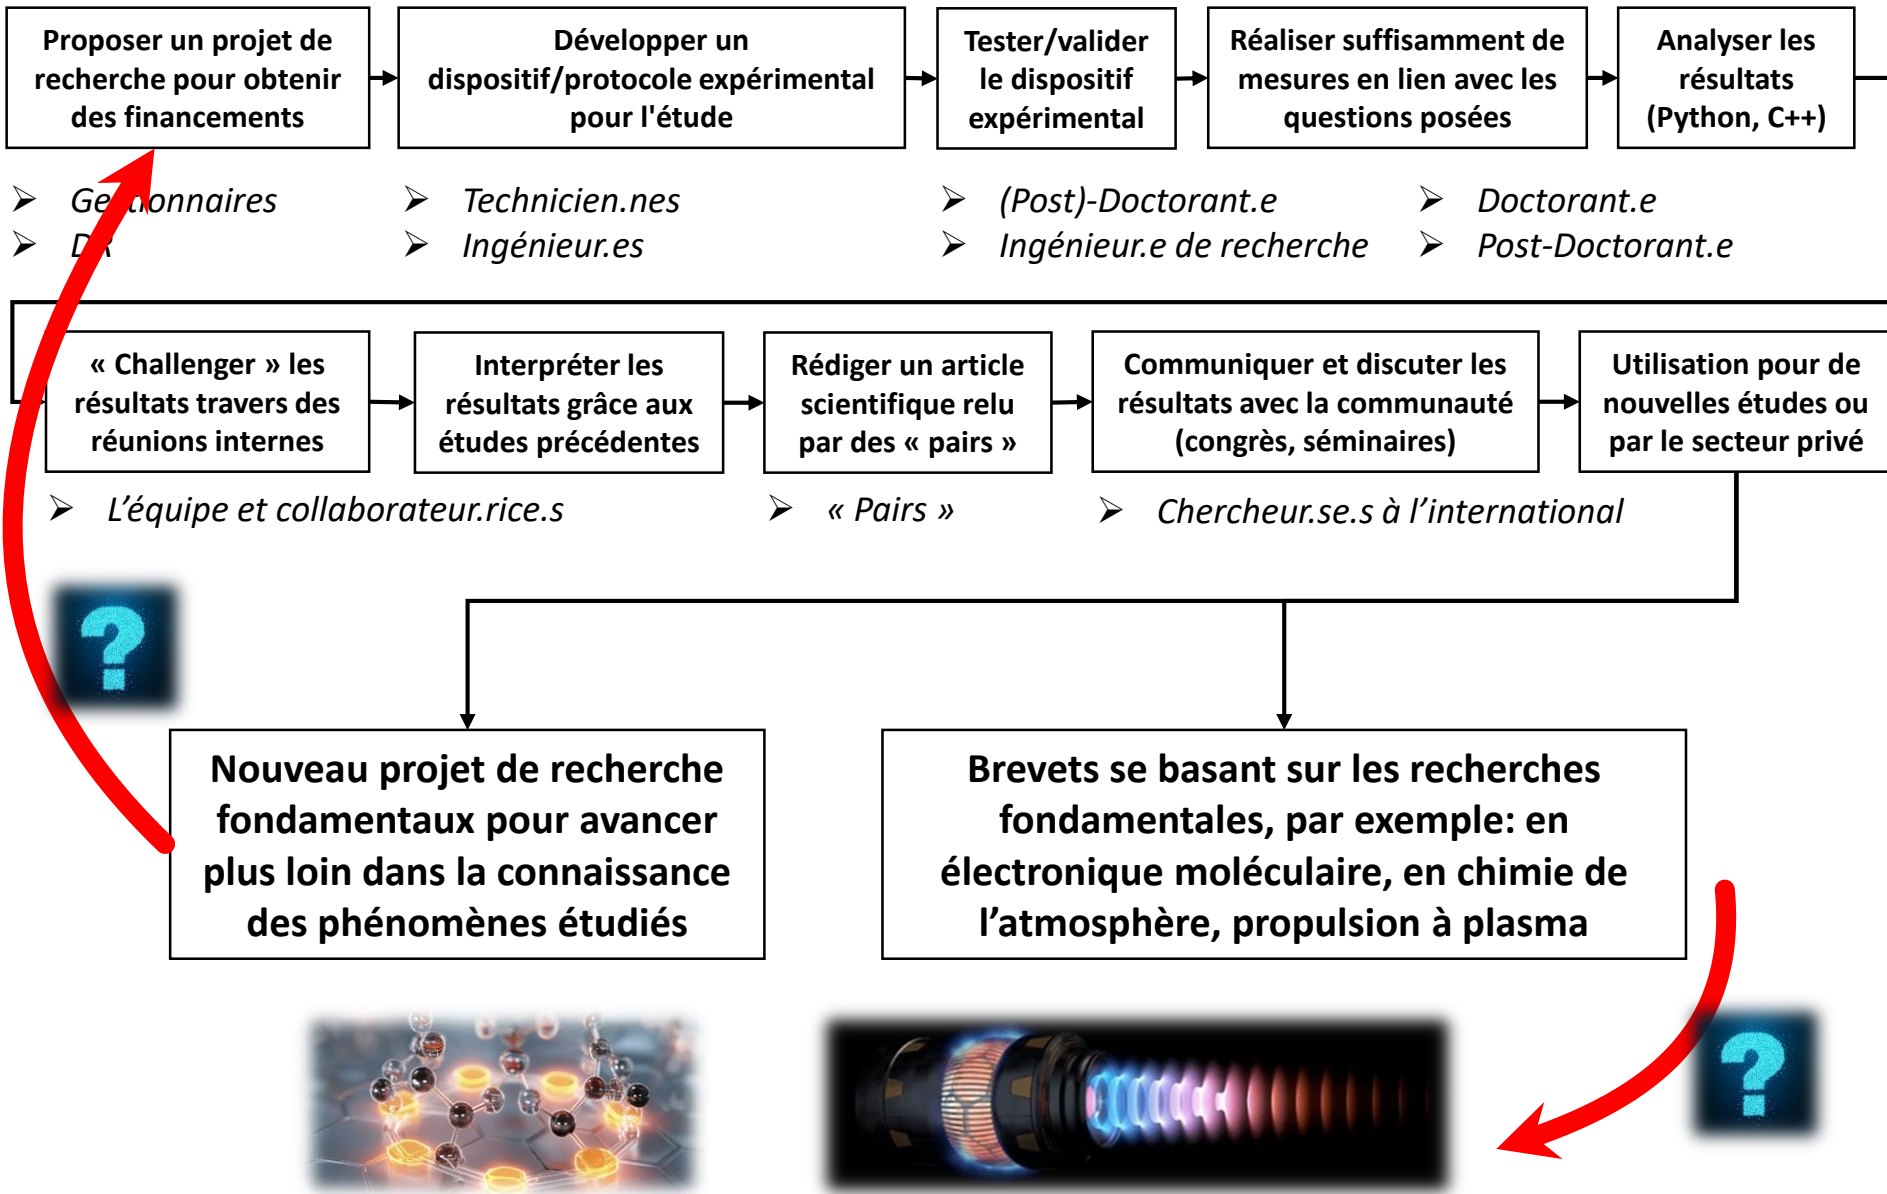 Proposer un projet de
recherche pour obtenir
des financements
Développer un
dispositif/protocole expérimental
pour l'étude
Tester/valider
le dispositif
expérimental
Réaliser suffisamment de
mesures en lien avec les
questions posées
Analyser les
résultats
(Python, C++)
➢ Gestionnaires
➢ DR
➢ Technicien.nes
➢ Ingénieur.es
➢ (Post)-Doctorant.e
➢ Ingénieur.e de recherche
➢ Doctorant.e
➢ Post-Doctorant.e
« Challenger » les
résultats travers des
réunions internes
Interpréter les
résultats grâce aux
études précédentes
Rédiger un article
scientifique relu
par des « pairs »
Communiquer et discuter les
résultats avec la communauté
(congrès, séminaires)
Utilisation pour de
nouvelles études ou
par le secteur privé
➢ L’équipe et collaborateur.rice.s
➢ « Pairs »
➢ Chercheur.se.s à l’international
?
Nouveau projet de recherche
fondamentaux pour avancer
plus loin dans la connaissance
des phénomènes étudiés
Brevets se basant sur les recherches
fondamentales, par exemple: en
électronique moléculaire, en chimie de
l’atmosphère, propulsion à plasma
?